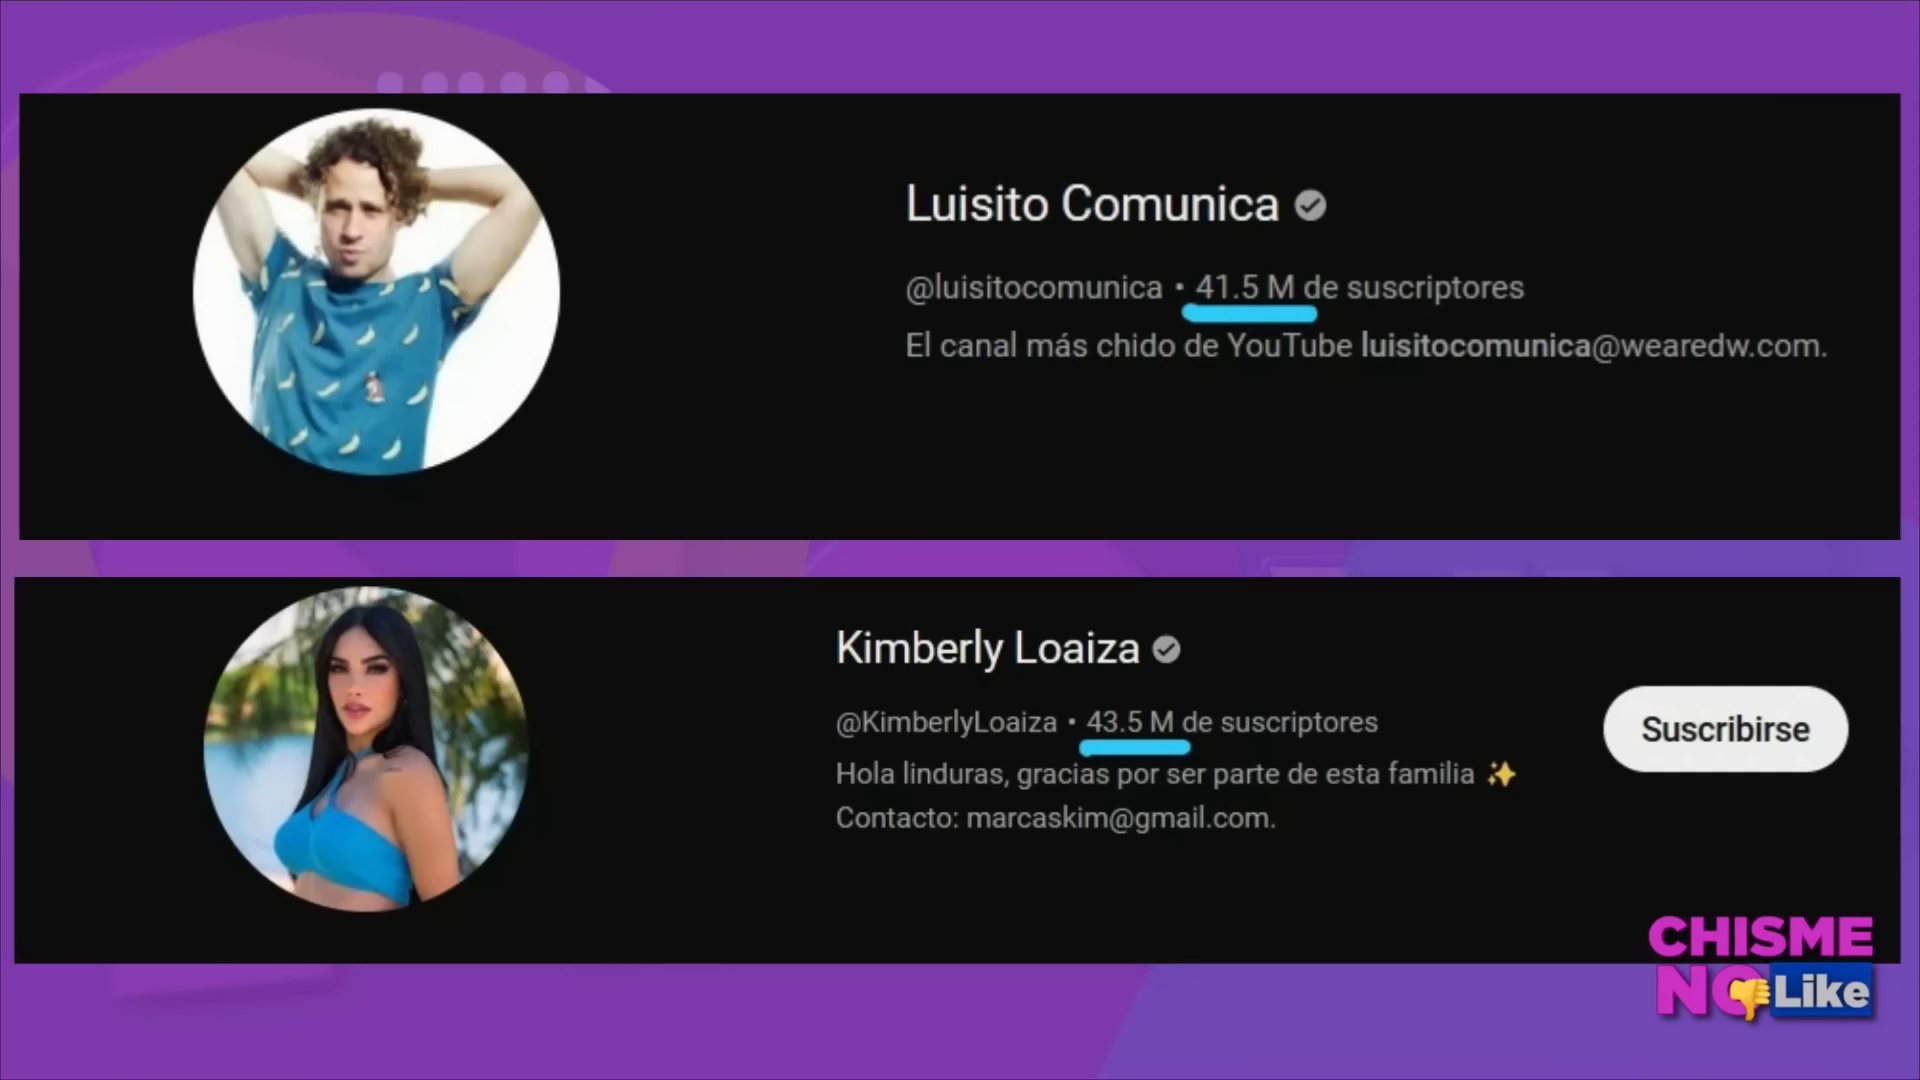 Luisito Comunica
@luisitocomunica • 41.5 M de suscriptores
El canal más chido de YouTube luisitocomunica@wearedw.com.
Kimberly Loaiza
@KimberlyLoaiza • 43.5 M de suscriptores
Hola linduras, gracias por ser parte de esta familia ✨
Contacto: marcaskim@gmail.com.
Suscribirse
CHISME
NO Like